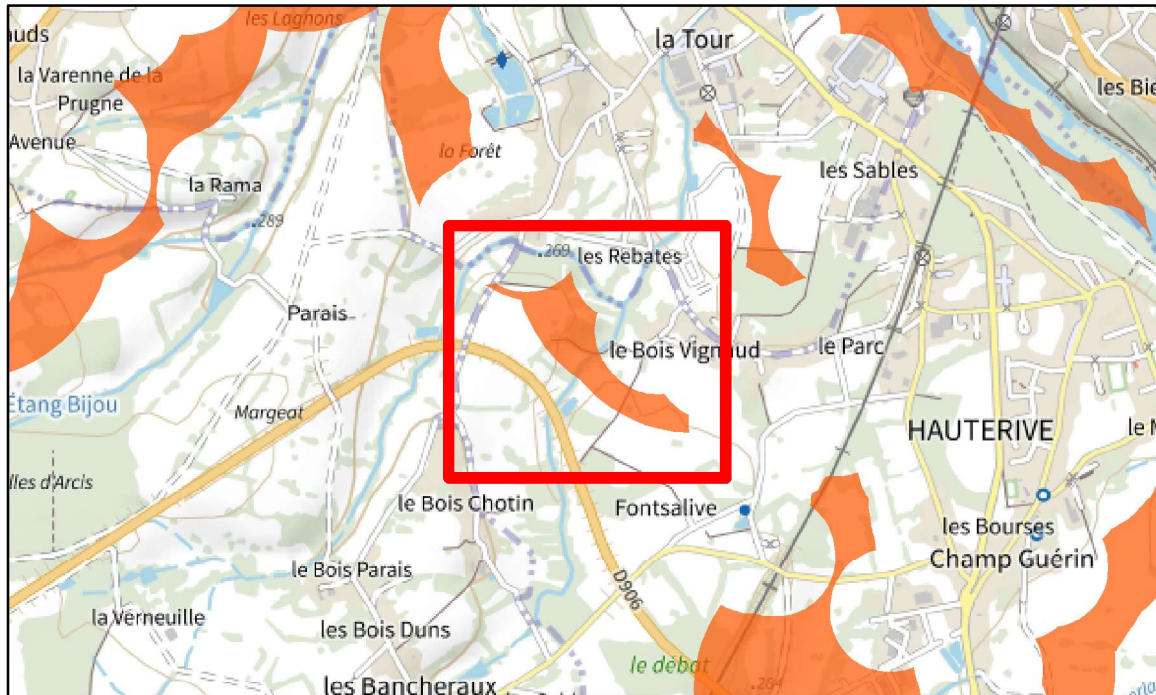 les Lagnons
auds
la Tour
la Varenne de la
Prugne
les Bie
Avenue
la Forêt
les Sables
la Rama
.289
.269
les Rebates
Parais
le Bois Vignaud
le Parc
Étang Bijou
Margeat
HAUTERIVE
le M
lles d'Arcis
le Bois Chotin
Fontsalive
les Bourses
Champ Guérin
le Bois Parais
D906
la Verneuille
les Bois Duns
le débat
les Bancheraux
.264